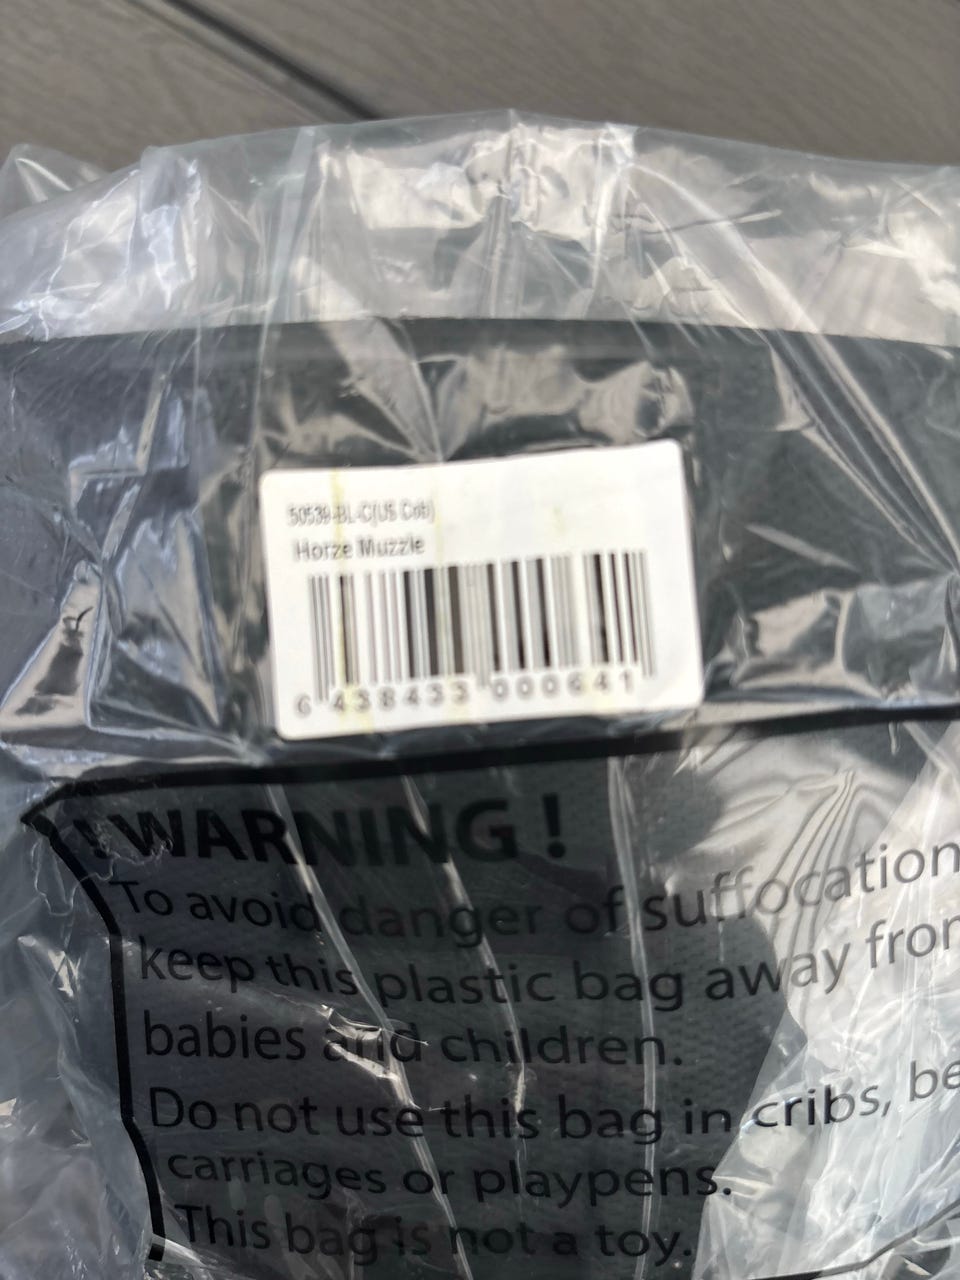 50539-BL-C(US Cob)
Horze Muzzle
6 438433 000641
WARNING !
To avoid danger of suffocation
keep this plastic bag away
babies and children.
Do not use this bag in cribs,
carriages or playpens.
This bag is not a toy.